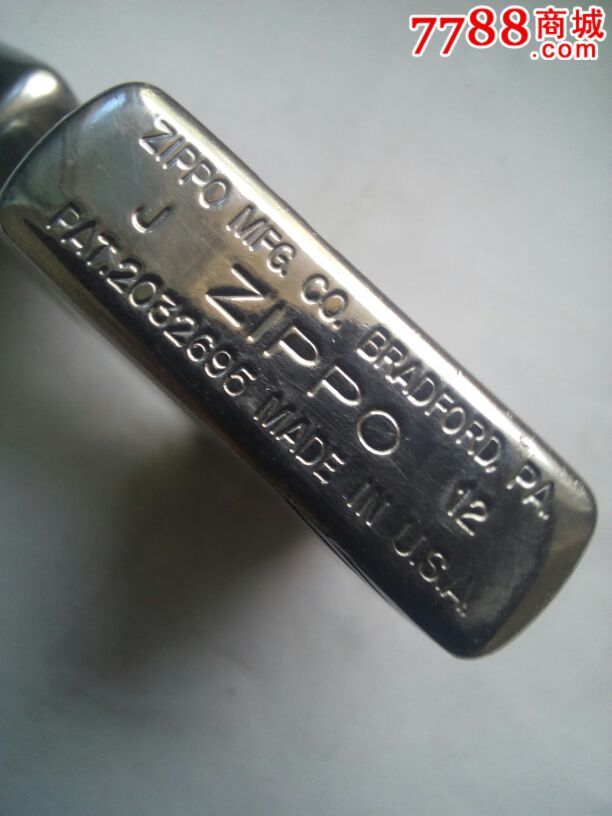 7788商城
.com
ZIPPO MFG. CO. BRADFORD, PA.
J ZIPPO 12
PAT.2032695 MADE IN U.S.A.